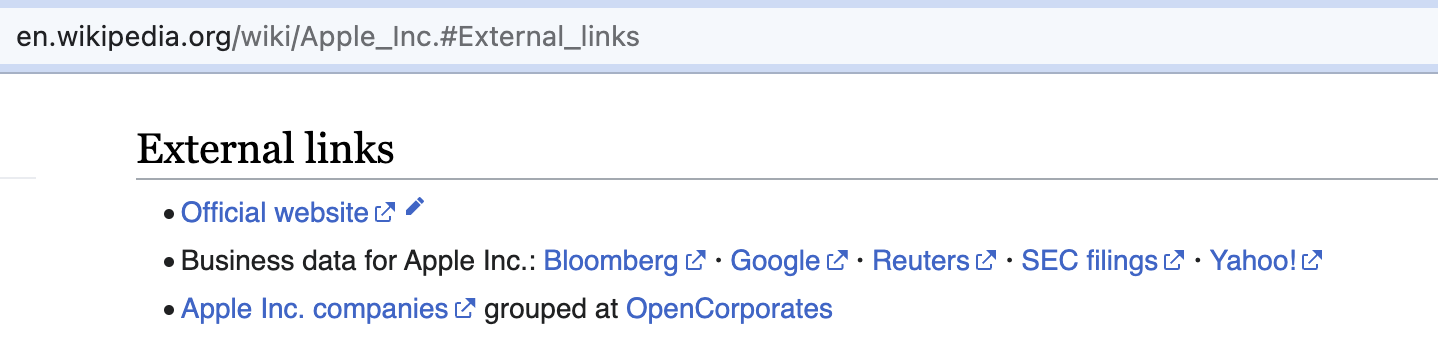 en.wikipedia.org/wiki/Apple_Inc.#External_links
External links
• Official website
• Business data for Apple Inc.: Bloomberg · Google · Reuters · SEC filings · Yahoo!
• Apple Inc. companies grouped at OpenCorporates